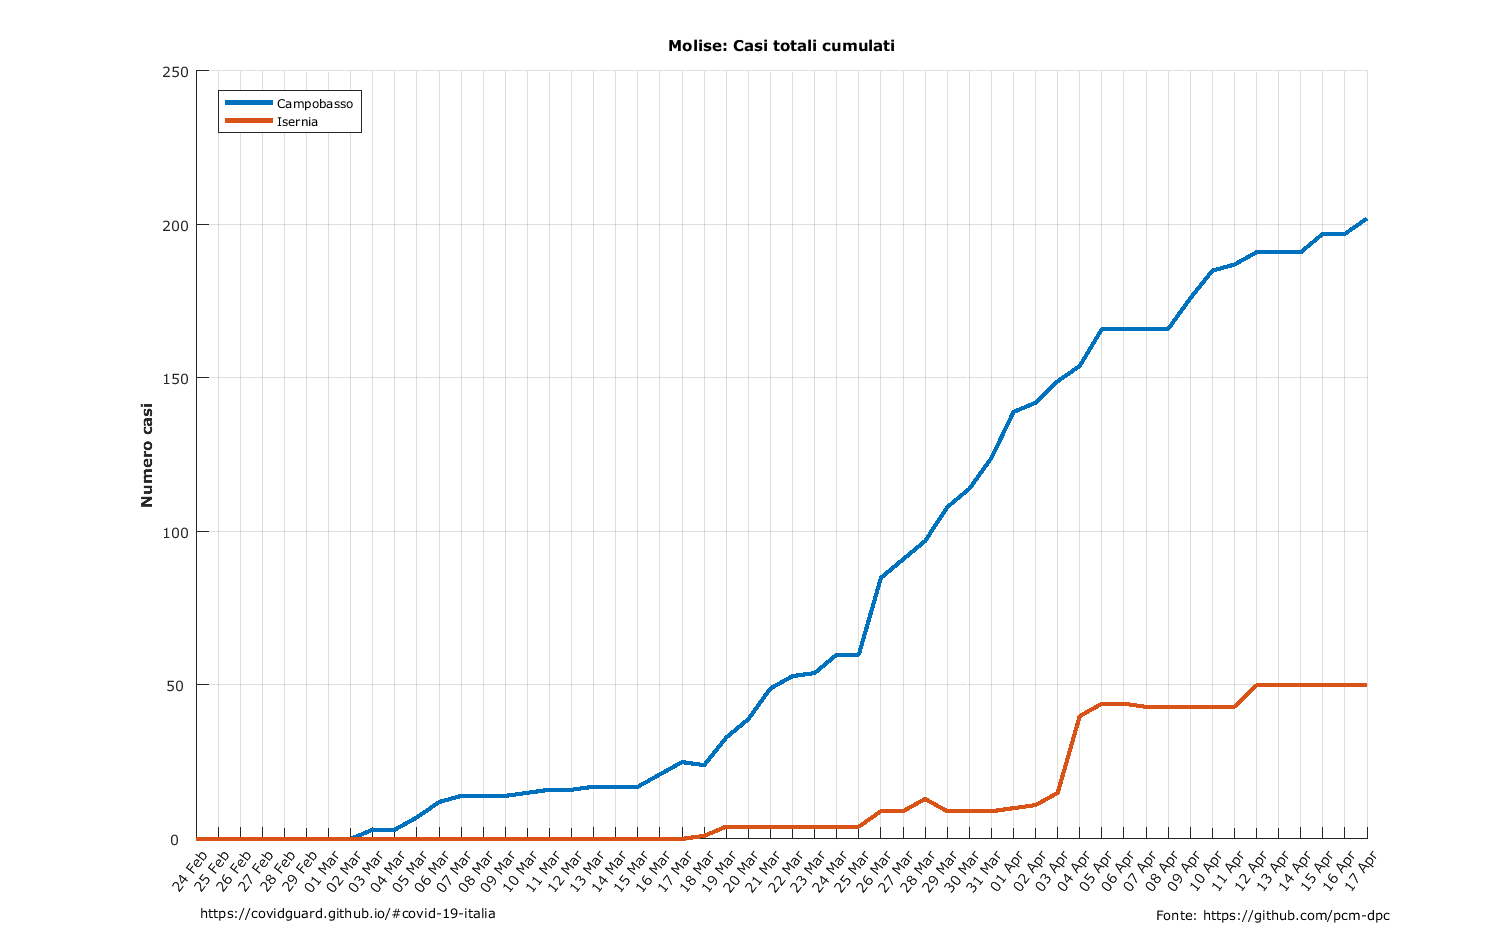 Molise: Casi totali cumulati
Campobasso
Isernia
Numero casi
250
200
150
100
50
0
24 Feb
25 Feb
26 Feb
27 Feb
28 Feb
29 Feb
01 Mar
02 Mar
03 Mar
04 Mar
05 Mar
06 Mar
07 Mar
08 Mar
09 Mar
10 Mar
11 Mar
12 Mar
13 Mar
14 Mar
15 Mar
16 Mar
17 Mar
18 Mar
19 Mar
20 Mar
21 Mar
22 Mar
23 Mar
24 Mar
25 Mar
26 Mar
27 Mar
28 Mar
29 Mar
30 Mar
31 Mar
01 Apr
02 Apr
03 Apr
04 Apr
05 Apr
06 Apr
07 Apr
08 Apr
09 Apr
10 Apr
11 Apr
12 Apr
13 Apr
14 Apr
15 Apr
16 Apr
17 Apr
https://covidguard.github.io/#covid-19-italia
Fonte: https://github.com/pcm-dpc